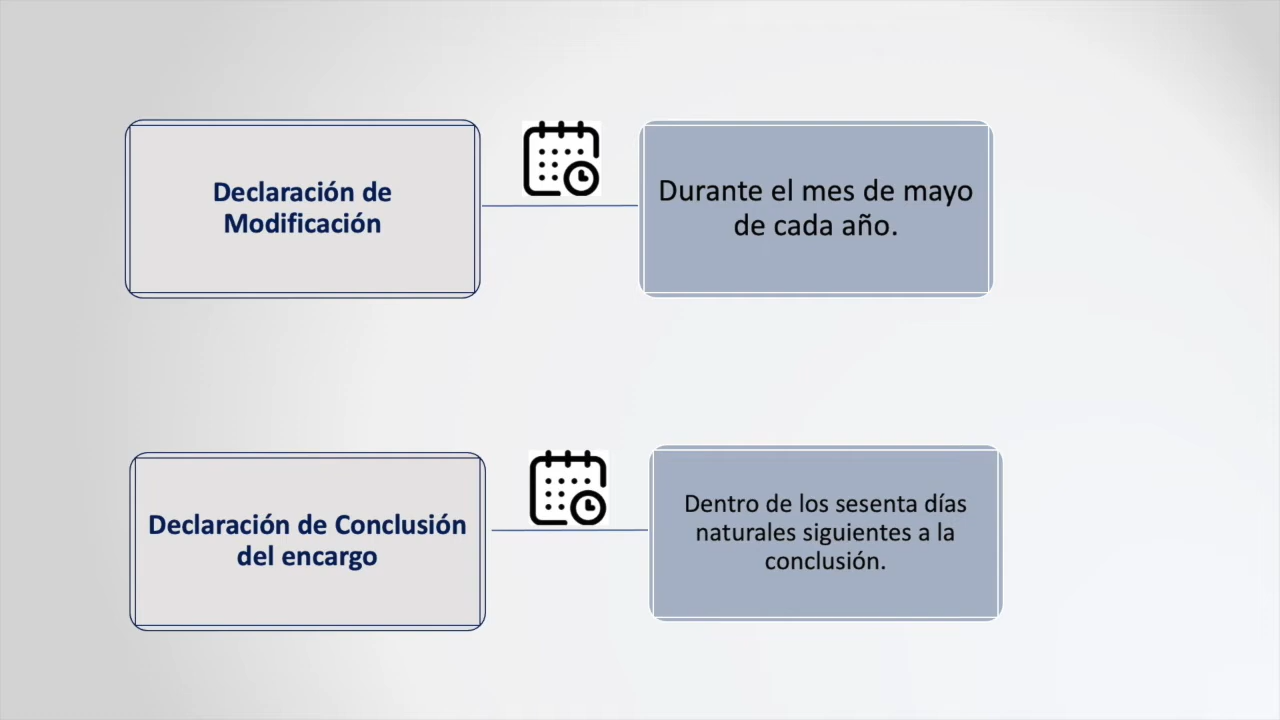 Declaración de
Modificación
Durante el mes de mayo
de cada año.
Declaración de Conclusión
del encargo
Dentro de los sesenta días
naturales siguientes a la
conclusión.